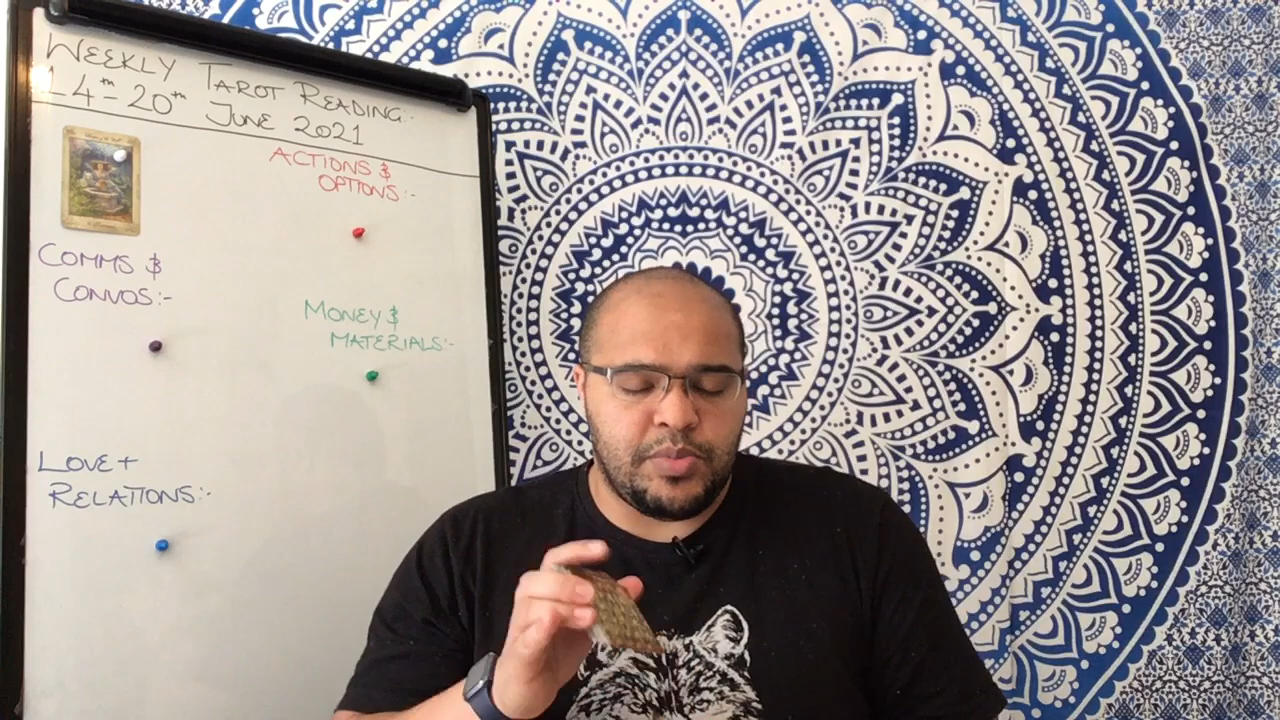 WEEKLY TAROT READING:-
14th - 20th JUNE 2021
ACTIONS &
OPTIONS:-
COMMS &
CONVOS:-
MONEY &
MATERIALS:-
LOVE +
RELATIONS:-